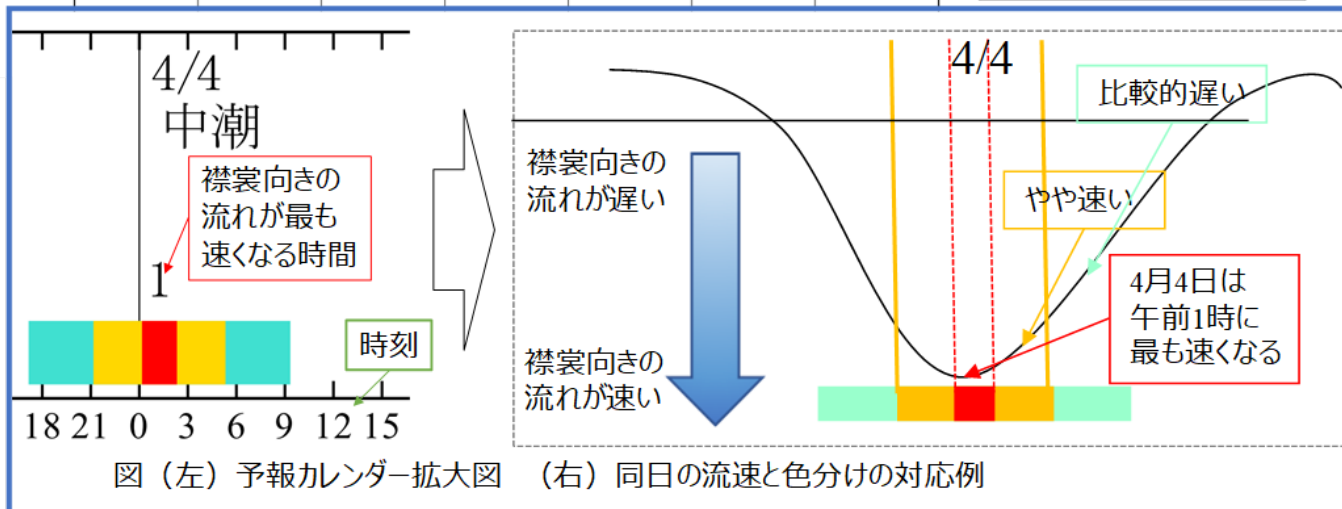 4/4
中潮
襟裳向きの
流れが最も
速くなる時間
1
時刻
18 21 0 3 6 9 12 15
4/4
比較的遅い
襟裳向きの
流れが遅い
やや速い
4月4日は
午前1時に
最も速くなる
襟裳向きの
流れが速い
図（左）予報カレンダー拡大図 （右）同日の流速と色分けの対応例